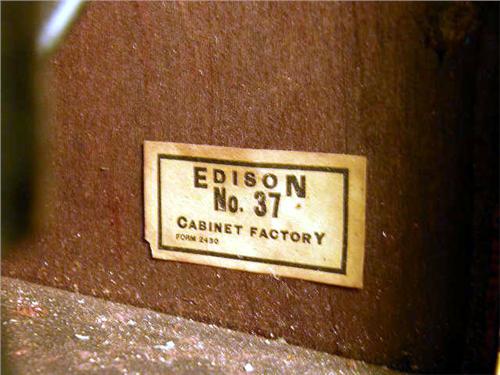 EDISON
No. 37
CABINET FACTORY
FORM 2430